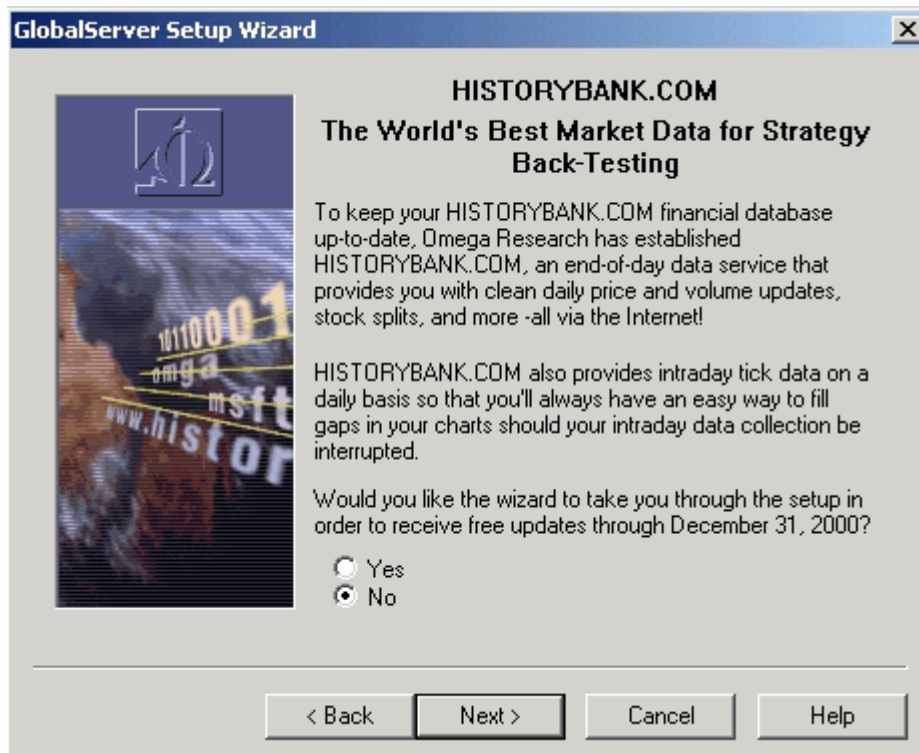 GlobalServer Setup Wizard
HISTORYBANK.COM
The World's Best Market Data for Strategy
Back-Testing
To keep your HISTORYBANK.COM financial database
up-to-date, Omega Research has established
HISTORYBANK.COM, an end-of-day data service that
provides you with clean daily price and volume updates,
stock splits, and more -all via the Internet!
HISTORYBANK.COM also provides intraday tick data on a
daily basis so that you'll always have an easy way to fill
gaps in your charts should your intraday data collection be
interrupted.
Would you like the wizard to take you through the setup in
order to receive free updates through December 31, 2000?
Yes
No
10110001
omga
msft
www.histor
< Back
Next >
Cancel
Help